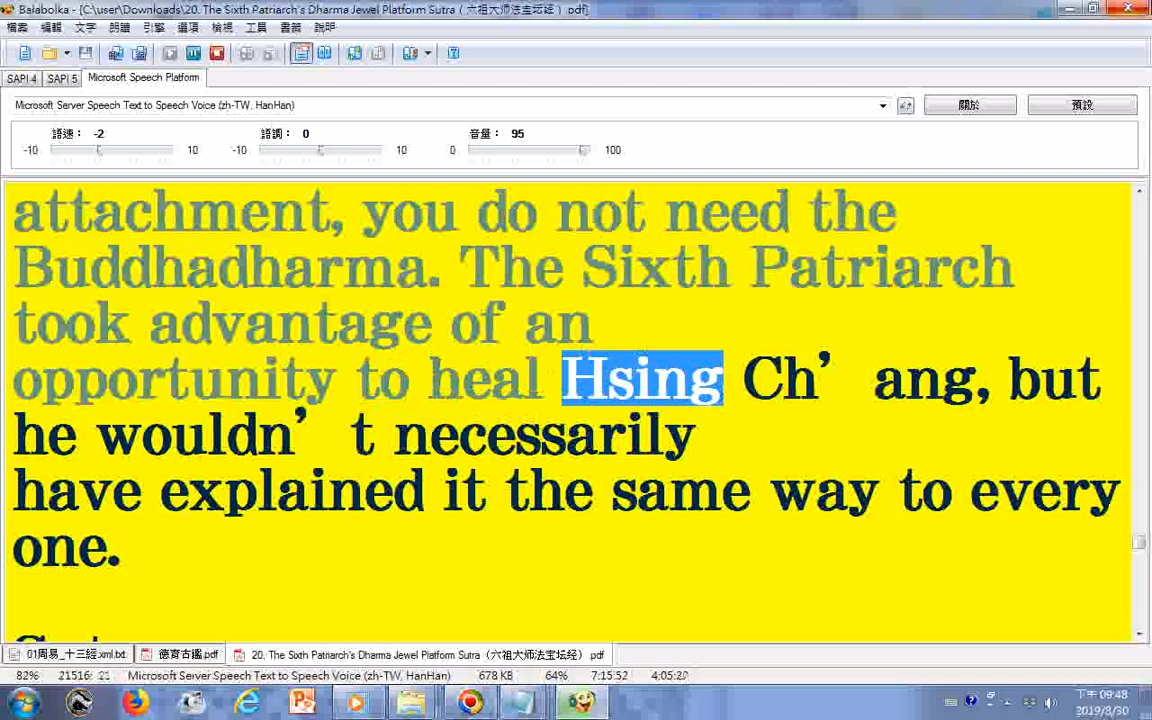 Balabolka - [C:\user\Downloads\20. The Sixth Patriarch's Dharma Jewel Platform Sutra（六祖大师法宝坛经）.pdf]
檔案 編輯 文字 朗讀 引擎 選項 檢視 工具 書籤 說明
SAPI 4 SAPI 5 Microsoft Speech Platform
Microsoft Server Speech Text to Speech Voice (zh-TW, HanHan) 關於 預設
語速： -2 語調： 0 音量： 95
-10 10 -10 10 0 100
attachment, you do not need the
Buddhadharma. The Sixth Patriarch
took advantage of an
opportunity to heal Hsing Ch’ang, but
he wouldn’t necessarily
have explained it the same way to every
one.
01周易_十三經.xml.txt 德育古鑑.pdf 20. The Sixth Patriarch's Dharma Jewel Platform Sutra（六祖大师法宝坛经）.pdf
82% 21516: 21 Microsoft Server Speech Text to Speech Voice (zh-TW, HanHan) 678 KB 64% 7:15:52 4:05:29
下午 09:48
2019/8/30